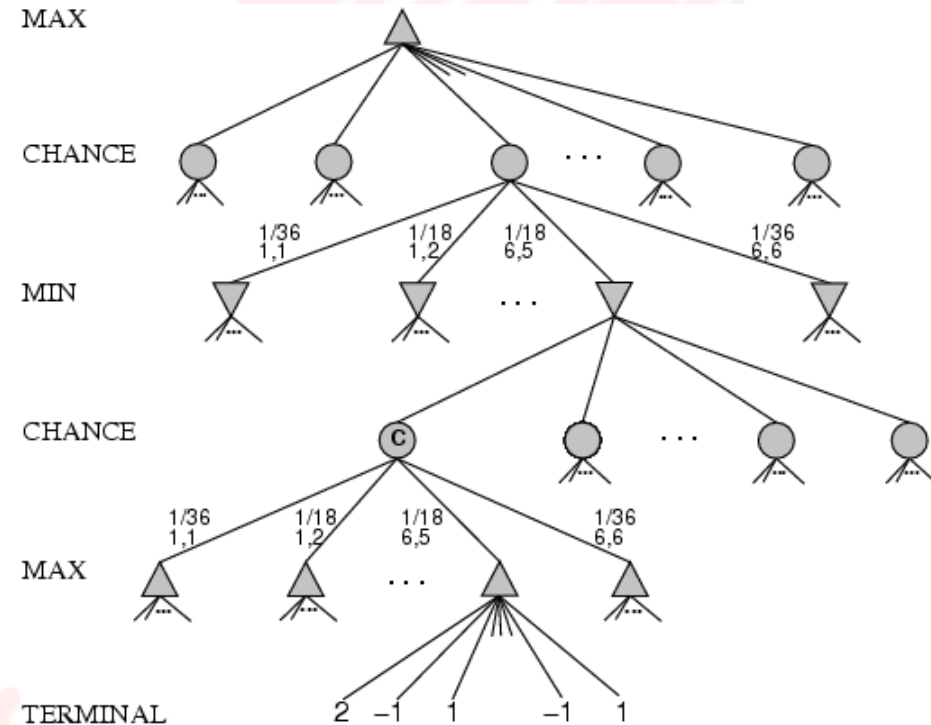 MAX
CHANCE
...
1/36 1/18 1/18 1/36
1,1 1,2 6,5 6,6
MIN
...
CHANCE
C
...
1/36 1/18 1/18 1/36
1,1 1,2 6,5 6,6
MAX
...
TERMINAL 2 −1 1 −1 1